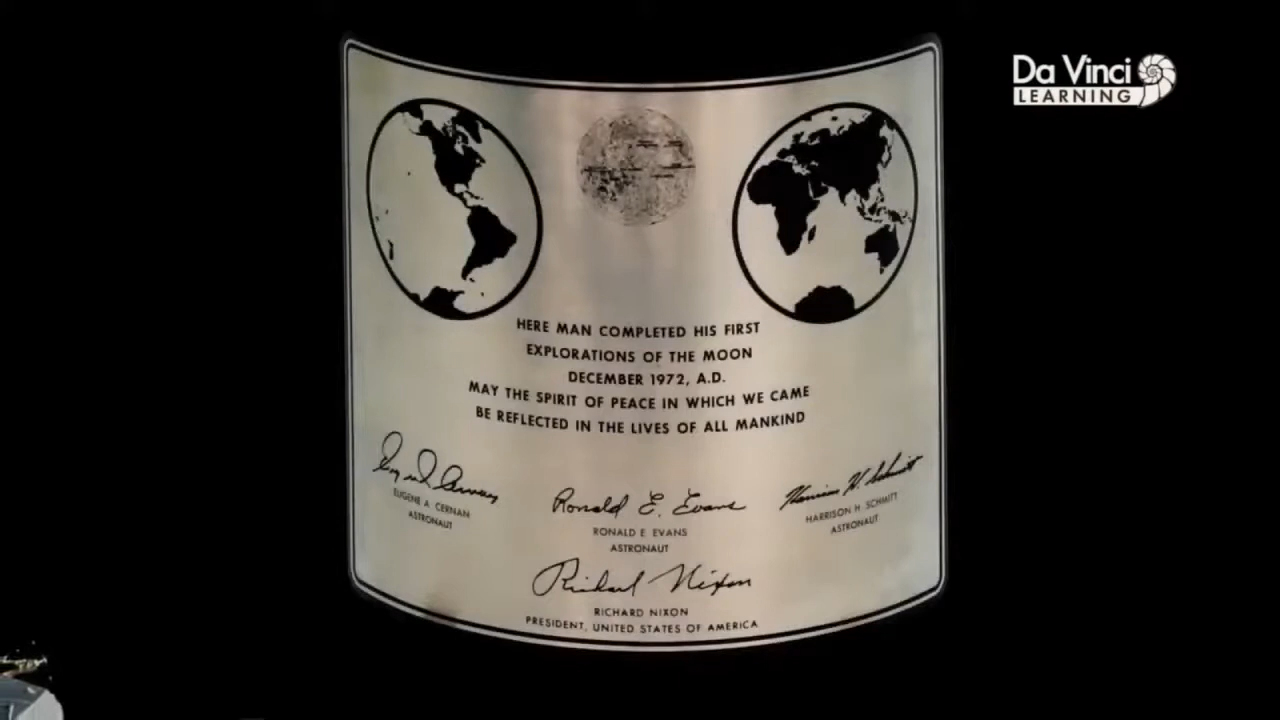 Da Vinci
LEARNING
HERE MAN COMPLETED HIS FIRST
EXPLORATIONS OF THE MOON
DECEMBER 1972, A.D.
MAY THE SPIRIT OF PEACE IN WHICH WE CAME
BE REFLECTED IN THE LIVES OF ALL MANKIND
EUGENE A. CERNAN
ASTRONAUT
Ronald E. Evans
RONALD E. EVANS
ASTRONAUT
Harrison H. Schmitt
HARRISON H. SCHMITT
ASTRONAUT
Richard Nixon
RICHARD NIXON
PRESIDENT, UNITED STATES OF AMERICA